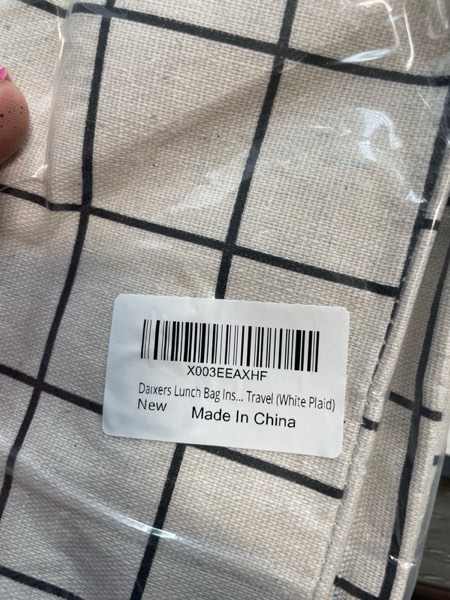 X003EEAXHF
Daixers Lunch Bag Ins... Travel (White Plaid)
New
Made In China